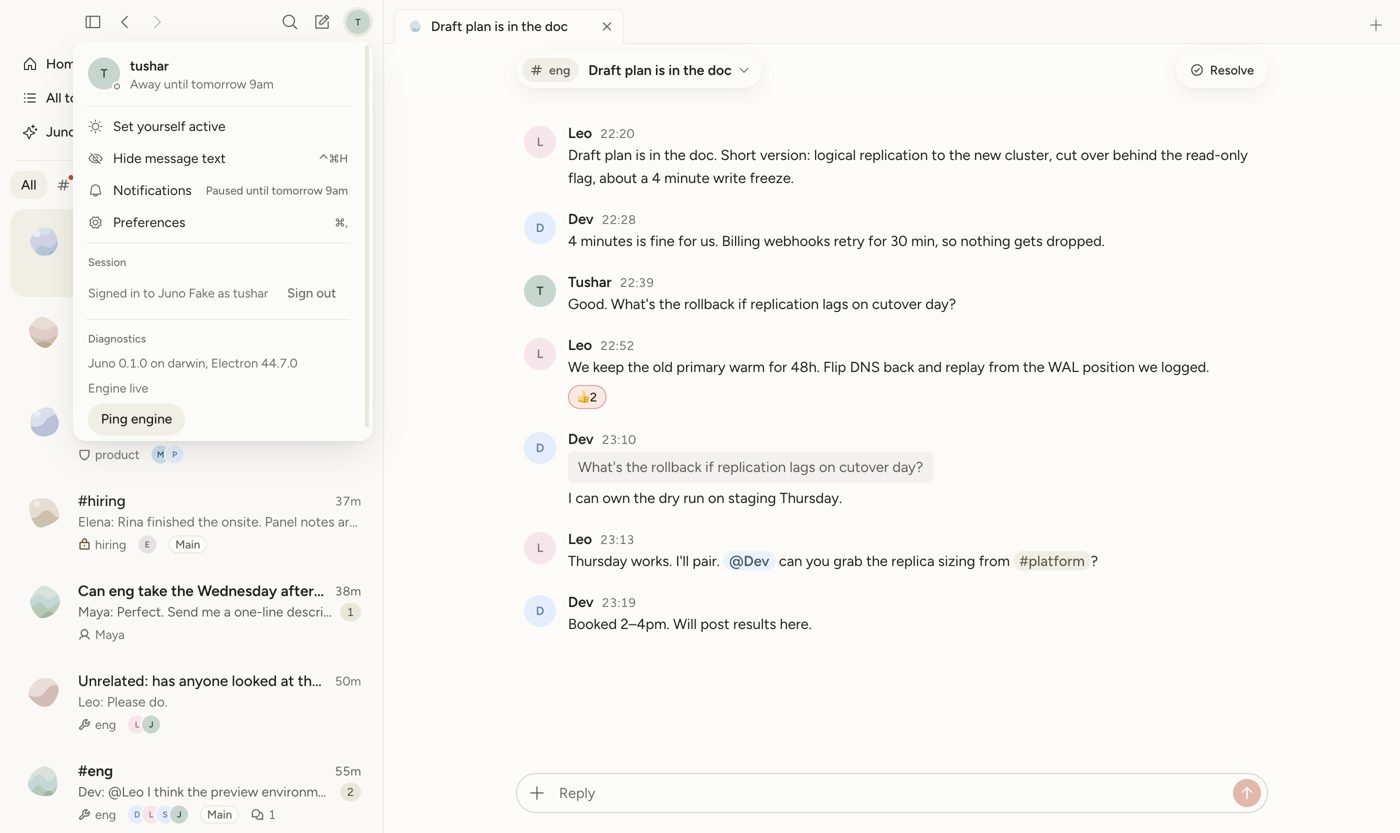 T
Draft plan is in the doc
Hom
All to
Juno
All
#
T
tushar
Away until tomorrow 9am
Set yourself active
Hide message text ^⌘H
Notifications Paused until tomorrow 9am
Preferences ⌘,
Session
Signed in to Juno Fake as tushar Sign out
Diagnostics
Juno 0.1.0 on darwin, Electron 44.7.0
Engine live
Ping engine
product M P
#hiring 37m
Elena: Rina finished the onsite. Panel notes ar...
hiring E Main
Can eng take the Wednesday after... 38m
Maya: Perfect. Send me a one-line descri... 1
Maya
Unrelated: has anyone looked at th... 50m
Leo: Please do.
eng L J
#eng 55m
Dev: @Leo I think the preview environm... 2
eng D L S J Main 1
# eng Draft plan is in the doc
Resolve
L
Leo 22:20
Draft plan is in the doc. Short version: logical replication to the new cluster, cut over behind the read-only
flag, about a 4 minute write freeze.
D
Dev 22:28
4 minutes is fine for us. Billing webhooks retry for 30 min, so nothing gets dropped.
T
Tushar 22:39
Good. What's the rollback if replication lags on cutover day?
L
Leo 22:52
We keep the old primary warm for 48h. Flip DNS back and replay from the WAL position we logged.
👍2
D
Dev 23:10
What's the rollback if replication lags on cutover day?
I can own the dry run on staging Thursday.
L
Leo 23:13
Thursday works. I'll pair. @Dev can you grab the replica sizing from #platform ?
D
Dev 23:19
Booked 2–4pm. Will post results here.
Reply